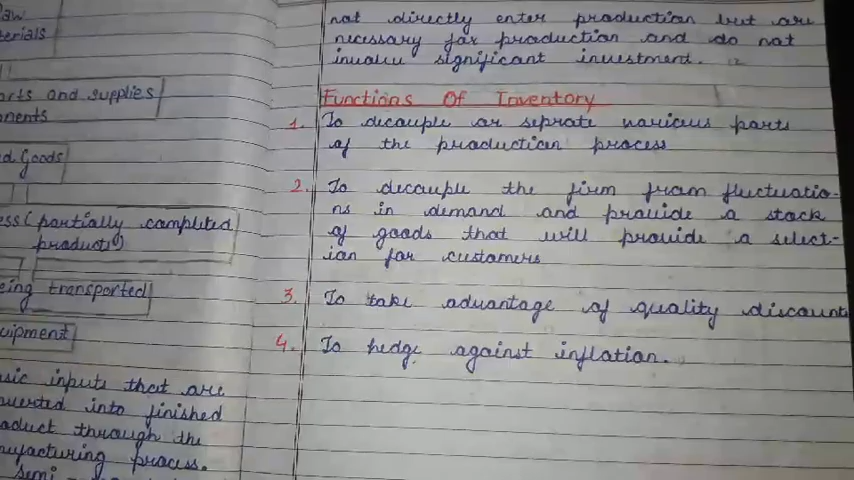 aw
erials
rts and supplies
nents
d Goods
ess (partially completed
products)
eing transported
uipment
sic inputs that are
nverted into finished
oduct through the
nufacturing process.
semi
not directly enter production but are
necessary for production and do not
involve significant investment.
Functions Of Inventory
1. To decouple or seprate various parts
of the production process
2. To decouple the firm from fluctuatio-
ns in demand and provide a stock
of goods that will provide a select-
ion for customers
3. To take advantage of quality discounts
4. To hedge against inflation.